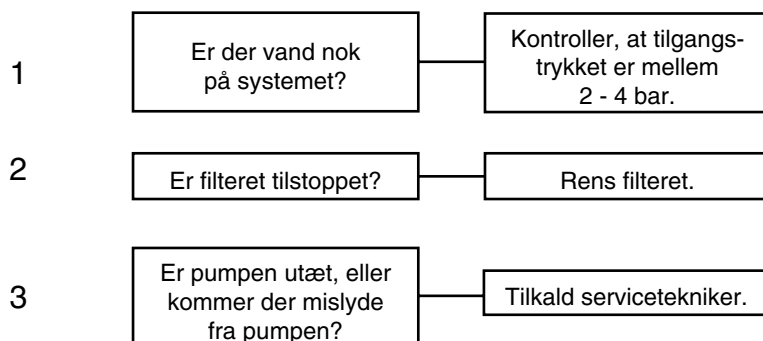 1
Er der vand nok
på systemet?
Kontroller, at tilgangs-
trykket er mellem
2 - 4 bar.
2
Er filteret tilstoppet?
Rens filteret.
3
Er pumpen utæt, eller
kommer der mislyde
fra pumpen?
Tilkald servicetekniker.